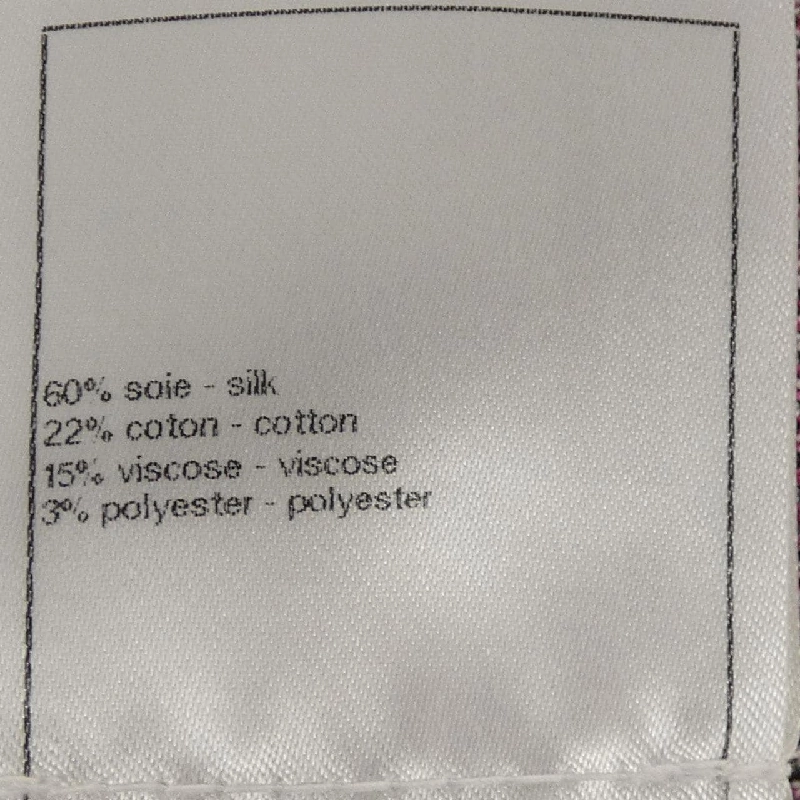 60% soie - silk
22% coton - cotton
15% viscose - viscose
3% polyester - polyester